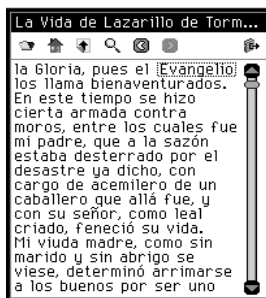 La Vida de Lazarillo de Torm...
la Gloria, pues el Evangelio
los llama bienaventurados.
En este tiempo se hizo
cierta armada contra
moros, entre los cuales fue
mi padre, que a la sazón
estaba desterrado por el
desastre ya dicho, con
cargo de acemilero de un
caballero que allá fue, y
con su señor, como leal
criado, feneció su vida.
Mi viuda madre, como sin
marido y sin abrigo se
viese, determinó arrimarse
a los buenos por ser uno